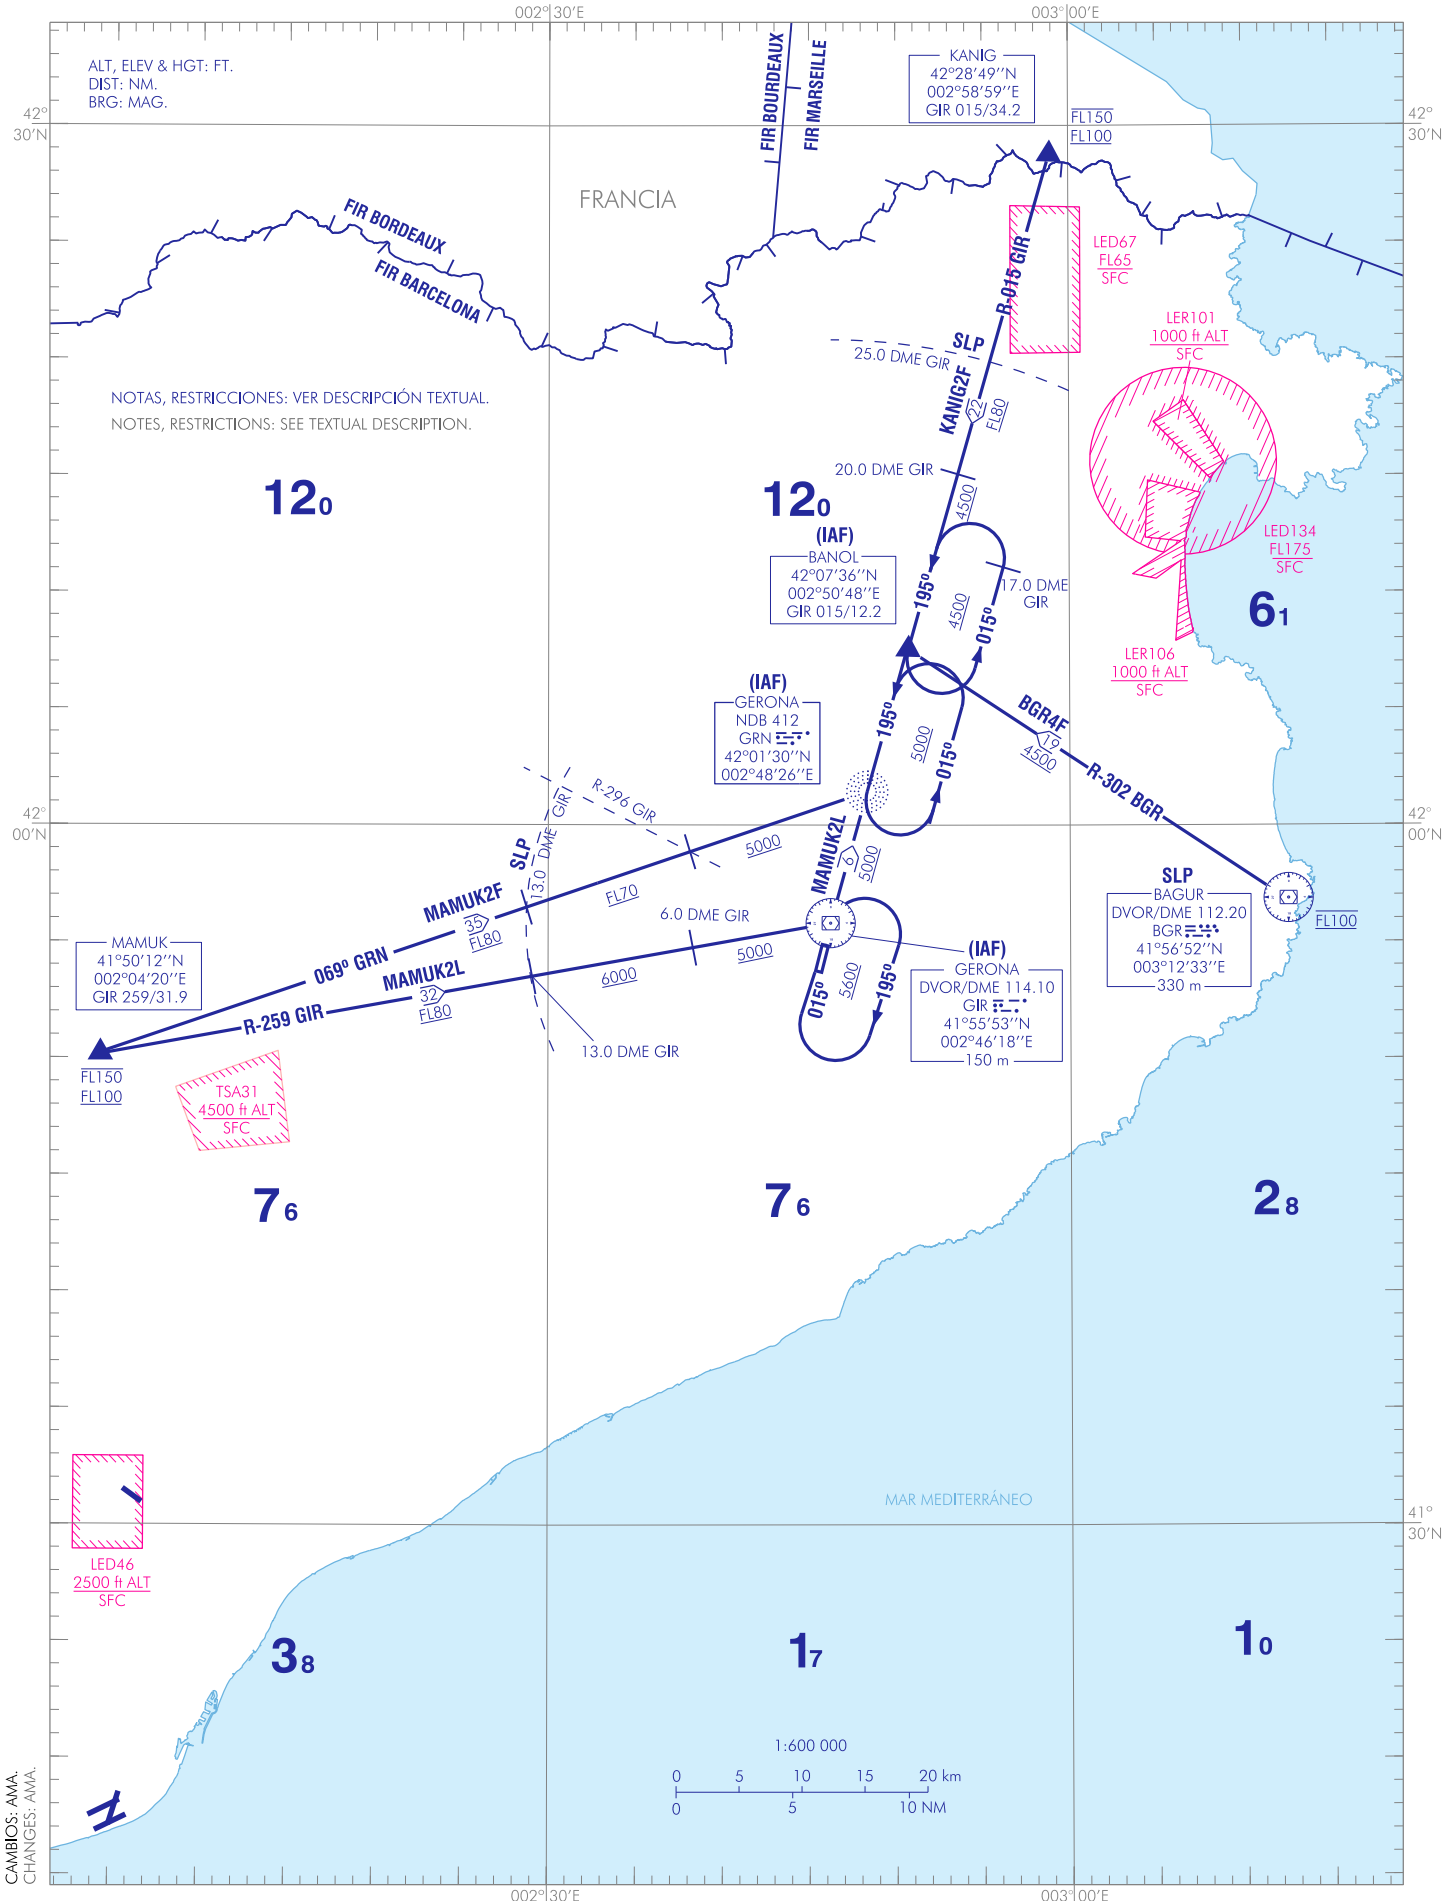 002°30'E
003°00'E
ALT, ELEV & HGT: FT.
DIST: NM.
BRG: MAG.
42°
30'N
42°
30'N
FIR BOURDEAUX
FIR MARSEILLE
KANIG
42°28'49''N
002°58'59''E
GIR 015/34.2
FL150
FL100
FRANCIA
FIR BORDEAUX
FIR BARCELONA
R-015 GIR
LED67
FL65
SFC
LER101
1000 ft ALT
SFC
SLP
25.0 DME GIR
KANIG2F
22
FL80
NOTAS, RESTRICCIONES: VER DESCRIPCIÓN TEXTUAL.
NOTES, RESTRICTIONS: SEE TEXTUAL DESCRIPTION.
20.0 DME GIR
4500
120
120
(IAF)
BANOL
42°07'36''N
002°50'48''E
GIR 015/12.2
195º
4500
015º
17.0 DME
GIR
LED134
FL175
SFC
61
LER106
1000 ft ALT
SFC
(IAF)
GERONA
NDB 412
GRN
42°01'30''N
002°48'26''E
195º
5000
015º
BGR4F
19
4500
R-302 BGR
R-296 GIR
13.0 DME GIR
SLP
5000
42°
00'N
42°
00'N
MAMUK2L
6
5000
MAMUK2F
35
FL80
FL70
6.0 DME GIR
SLP
BAGUR
DVOR/DME 112.20
BGR
41°56'52''N
003°12'33''E
330 m
FL100
MAMUK
41°50'12''N
002°04'20''E
GIR 259/31.9
069º GRN
MAMUK2L
32
FL80
R-259 GIR
6000
5000
(IAF)
GERONA
DVOR/DME 114.10
GIR
41°55'53''N
002°46'18''E
150 m
015º
5600
195º
13.0 DME GIR
FL150
FL100
TSA31
4500 ft ALT
SFC
76
76
28
MAR MEDITERRÁNEO
41°
30'N
LED46
2500 ft ALT
SFC
38
17
10
1:600 000
0 5 10 15 20 km
0 5 10 NM
CAMBIOS: AMA.
CHANGES: AMA.
002°30'E
003°00'E